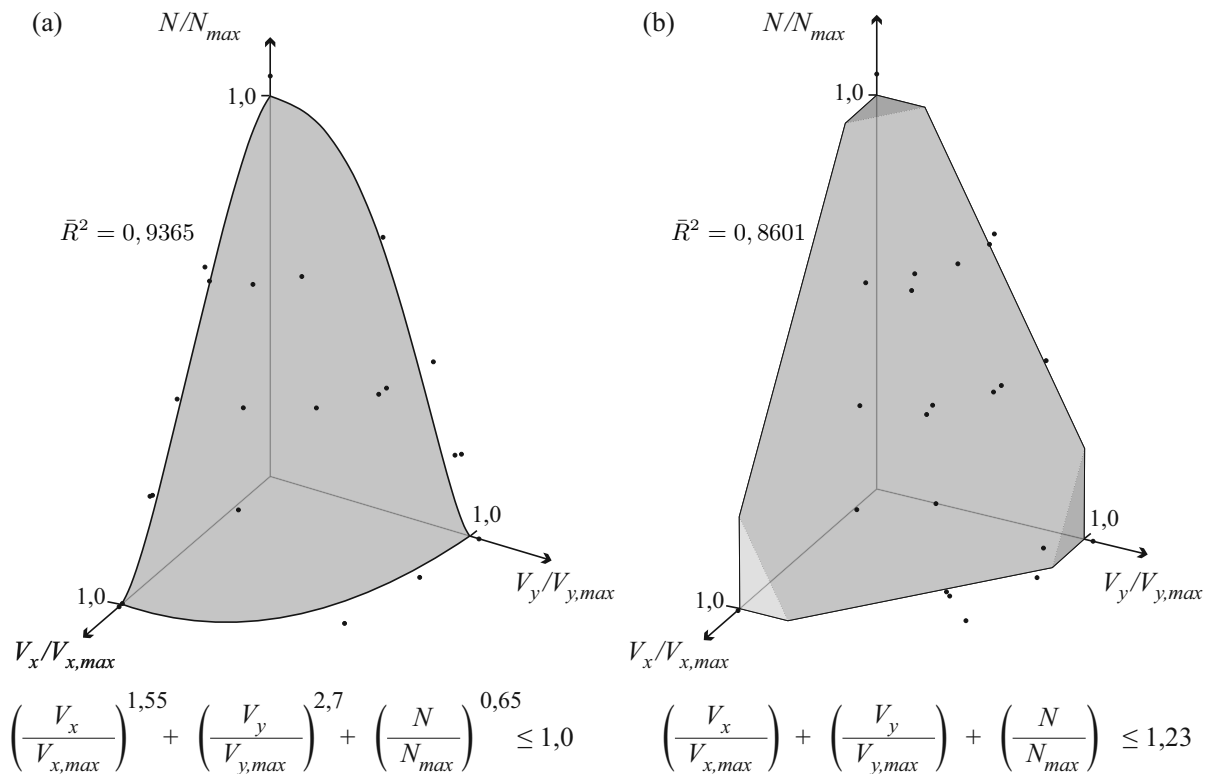 (a)
N/N_max
1,0
R̄² = 0, 9365
1,0
V_y/V_y,max
1,0
V_x/V_x,max
(V_x/V_x,max)^1,55 + (V_y/V_y,max)^2,7 + (N/N_max)^0,65 ≤ 1,0
(b)
N/N_max
1,0
R̄² = 0, 8601
1,0
V_y/V_y,max
1,0
V_x/V_x,max
(V_x/V_x,max) + (V_y/V_y,max) + (N/N_max) ≤ 1,23